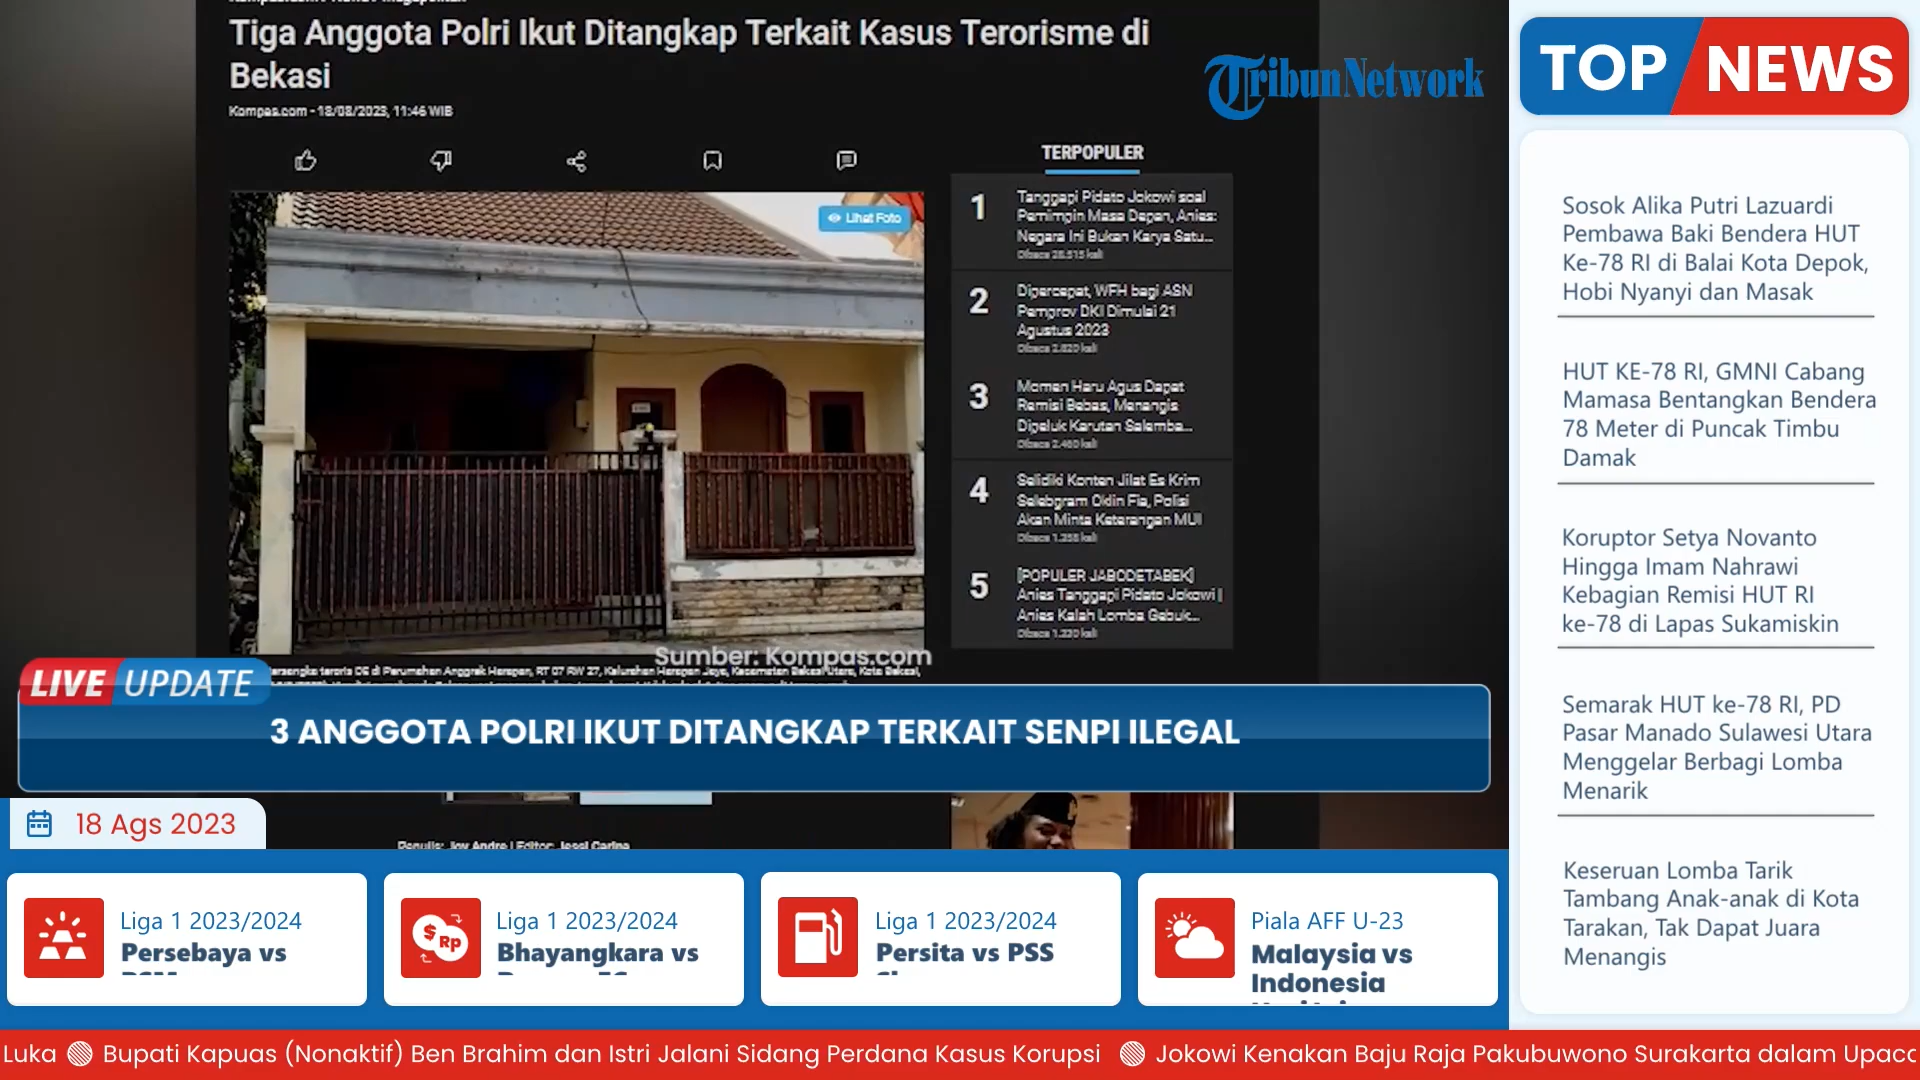 Tiga Anggota Polri Ikut Ditangkap Terkait Kasus Terorisme di
Bekasi
Kompas.com - 18/08/2023, 11:46 WIB
TribunNetwork
Lihat Foto
TERPOPULER
1
Tanggapi Pidato Jokowi soal
Pemimpin Masa Depan, Anies:
Negara Ini Bukan Karya Satu...
2
Dipercepat, WFH bagi ASN
Pemprov DKI Dimulai 21
Agustus 2023
3
Momen Haru Agus Dapat
Remisi Bebas, Menangis
Dipeluk Karutan Salemba...
4
Selidiki Konten Jilat Es Krim
Selebgram Oklin Fia, Polisi
Akan Minta Keterangan MUI
5
[POPULER JABODETABEK]
Anies Tanggapi Pidato Jokowi |
Anies Kalah Lomba Gebuk...
Sumber: Kompas.com
LIVE UPDATE
3 ANGGOTA POLRI IKUT DITANGKAP TERKAIT SENPI ILEGAL
18 Ags 2023
Penulis: Joy Andre | Editor: Jessi Carina
Liga 1 2023/2024
Persebaya vs
Liga 1 2023/2024
Bhayangkara vs
Liga 1 2023/2024
Persita vs PSS
Piala AFF U-23
Malaysia vs
Indonesia
TOP NEWS
Sosok Alika Putri Lazuardi
Pembawa Baki Bendera HUT
Ke-78 RI di Balai Kota Depok,
Hobi Nyanyi dan Masak
HUT KE-78 RI, GMNI Cabang
Mamasa Bentangkan Bendera
78 Meter di Puncak Timbu
Damak
Koruptor Setya Novanto
Hingga Imam Nahrawi
Kebagian Remisi HUT RI
ke-78 di Lapas Sukamiskin
Semarak HUT ke-78 RI, PD
Pasar Manado Sulawesi Utara
Menggelar Berbagi Lomba
Menarik
Keseruan Lomba Tarik
Tambang Anak-anak di Kota
Tarakan, Tak Dapat Juara
Menangis
Luka Bupati Kapuas (Nonaktif) Ben Brahim dan Istri Jalani Sidang Perdana Kasus Korupsi Jokowi Kenakan Baju Raja Pakubuwono Surakarta dalam